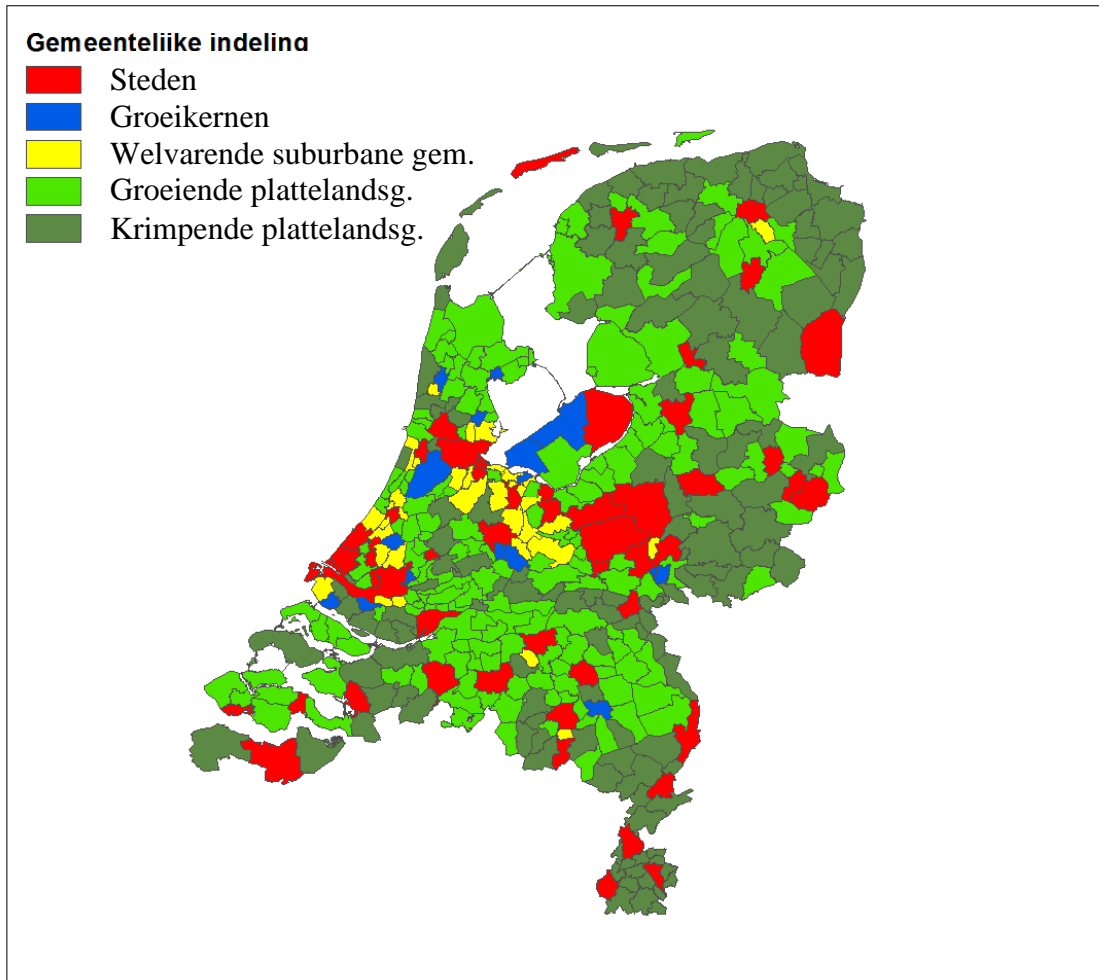 Gemeentelijke indeling
Steden
Groeikernen
Welvarende suburbane gem.
Groeiende plattelandsg.
Krimpende plattelandsg.